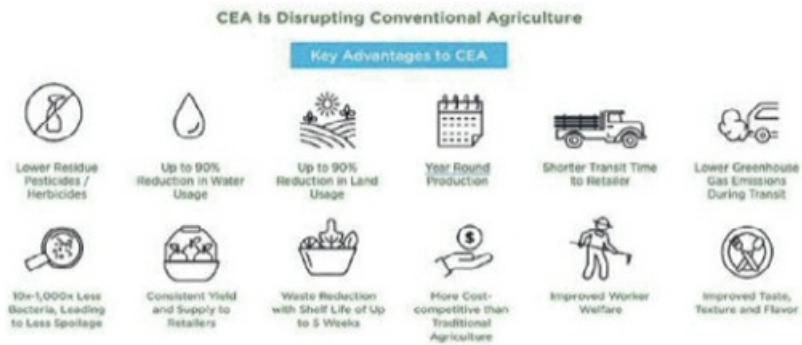 CEA Is Disrupting Conventional Agriculture
Key Advantages to CEA
Lower Residue
Pesticides /
Herbicides
Up to 90%
Reduction in Water
Usage
Up to 90%
Reduction in Land
Usage
Year Round
Production
Shorter Transit Time
to Retailer
Lower Greenhouse
Gas Emissions
During Transit
10x-1,000x Less
Bacteria, Leading
to Less Spoilage
Consistent Yield
and Supply to
Retailers
Waste Reduction
with Shelf Life of Up
to 5 Weeks
More Cost-
competitive than
Traditional
Agriculture
Improved Worker
Welfare
Improved Taste,
Texture and Flavor